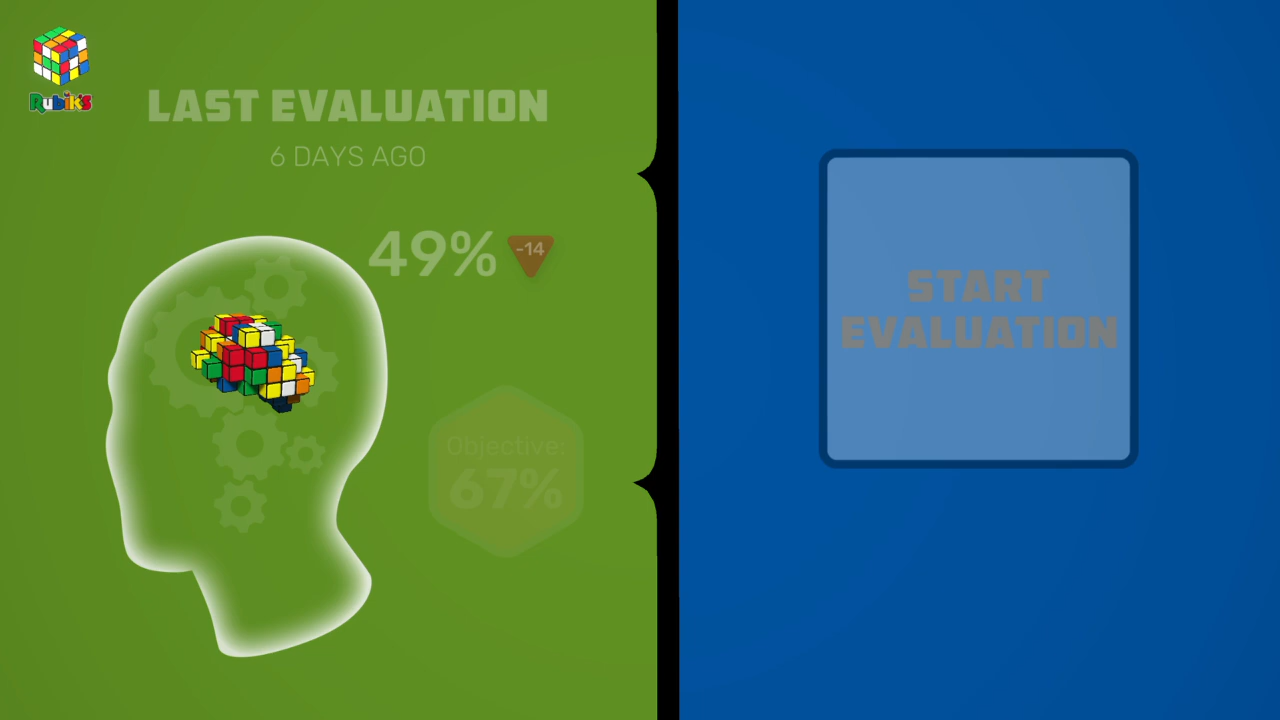 Rubik's
LAST EVALUATION
6 DAYS AGO
49%
-14
Objective:
67%
START
EVALUATION